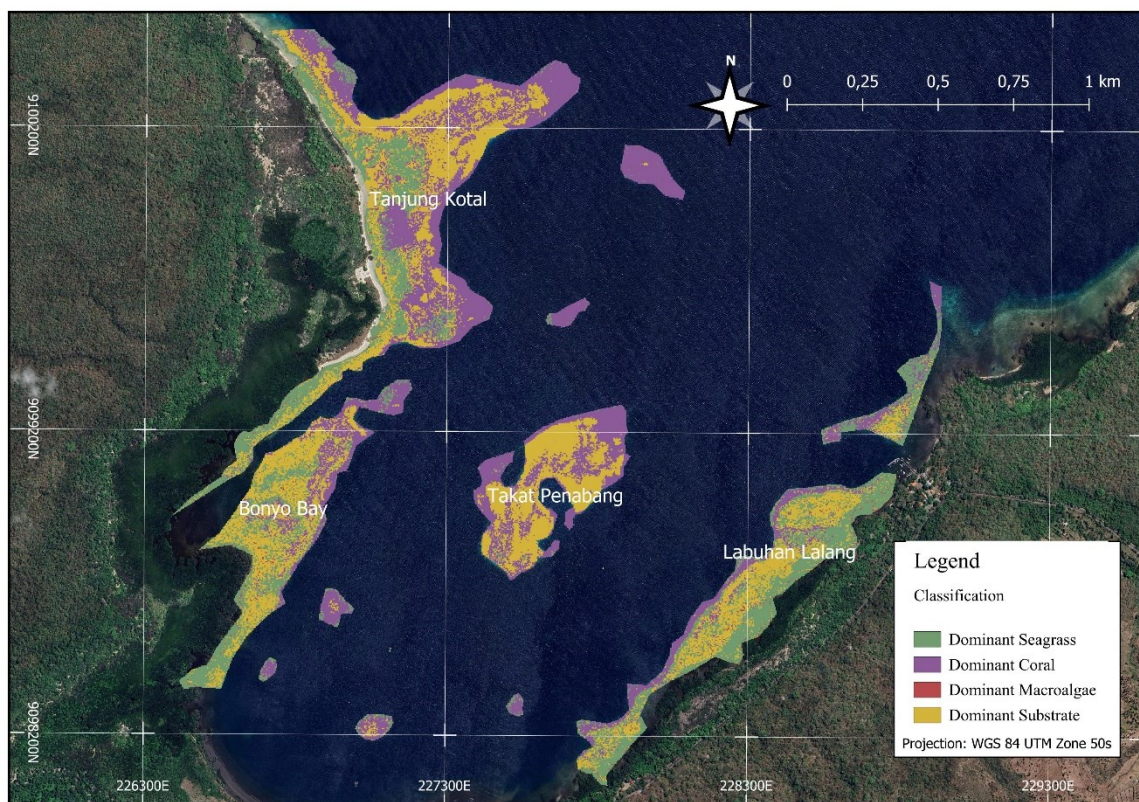 N
0 0,25 0,5 0,75 1 km
9100200N
Tanjung Kotal
9099200N
Bonyo Bay
Takat Penabang
Labuhan Lalang
Legend
Classification
Dominant Seagrass
Dominant Coral
Dominant Macroalgae
Dominant Substrate
Projection: WGS 84 UTM Zone 50s
9098200N
226300E 227300E 228300E 229300E